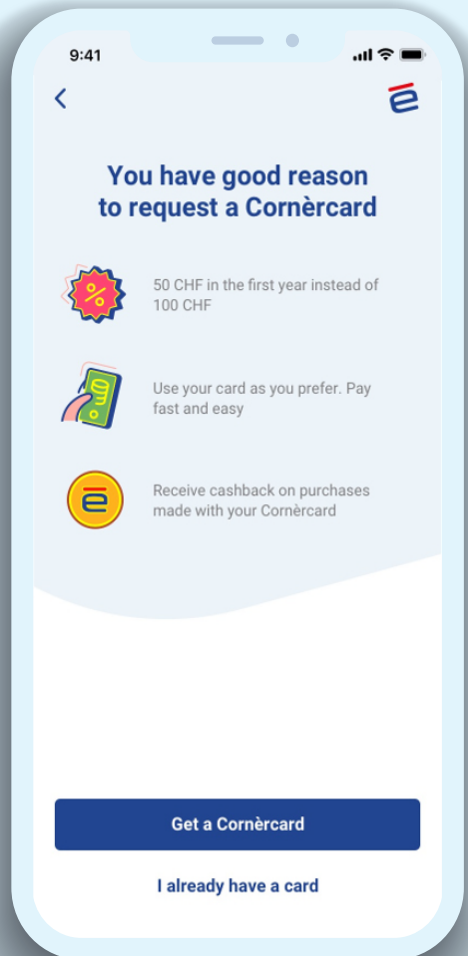 9:41
ē
You have good reason
to request a Cornèrcard
50 CHF in the first year instead of
100 CHF
Use your card as you prefer. Pay
fast and easy
ē
Receive cashback on purchases
made with your Cornèrcard
Get a Cornèrcard
I already have a card